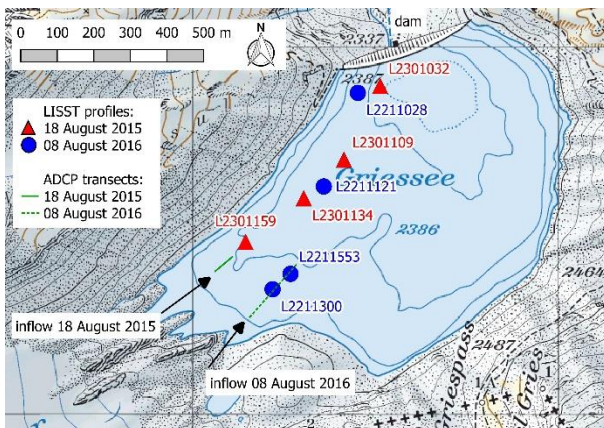 0 100 200 300 400 500 m
N
dam
2337
2387
L2301032
L2211028
LISST profiles:
18 August 2015
08 August 2016
ADCP transects:
18 August 2015
08 August 2016
L2301109
Griessee
L2211121
L2301134
L2301159
2386
L2211553
L2211300
2464
inflow 18 August 2015
inflow 08 August 2016
2487
Griespass
Gries